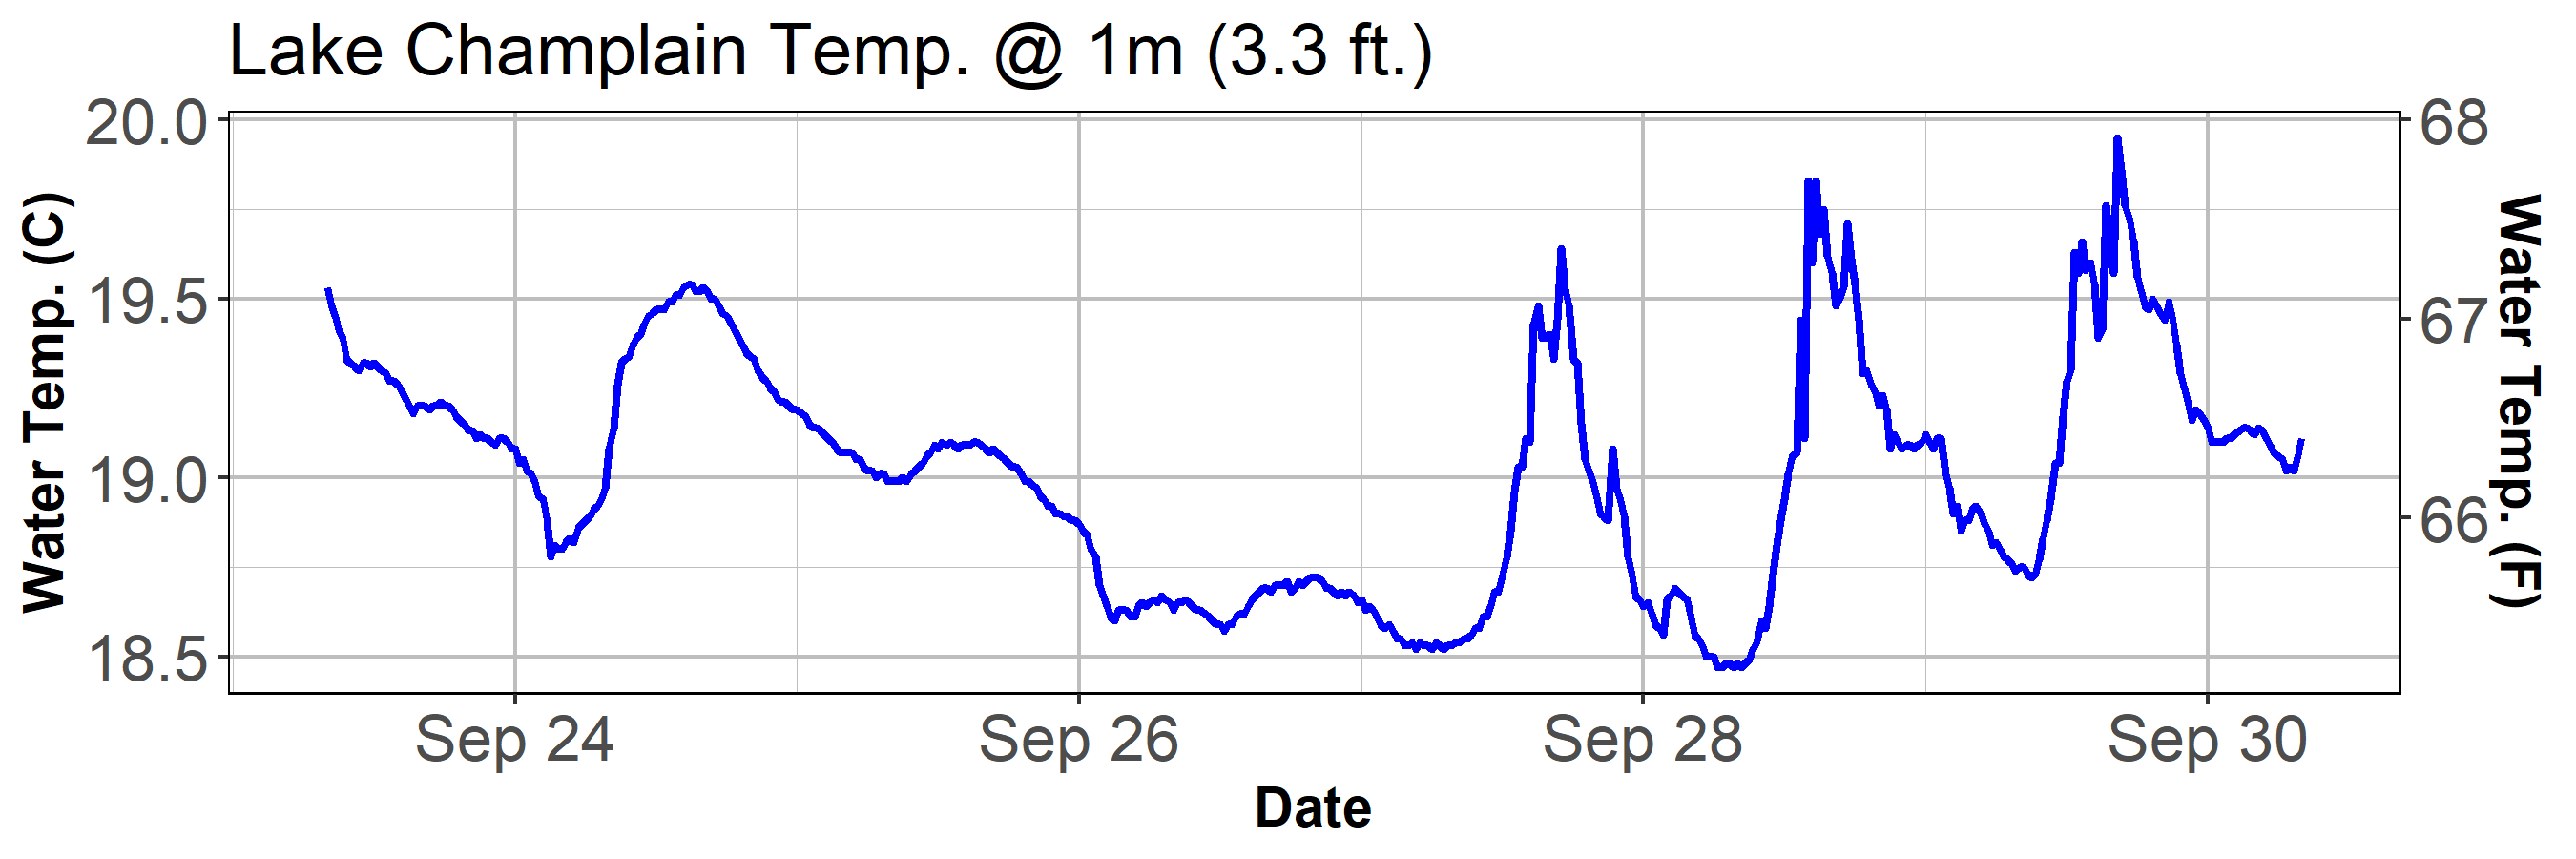 Lake Champlain Temp. @ 1m (3.3 ft.)
Water Temp. (C)
20.0
19.5
19.0
18.5
68
67
66
Water Temp. (F)
Sep 24 Sep 26 Sep 28 Sep 30
Date